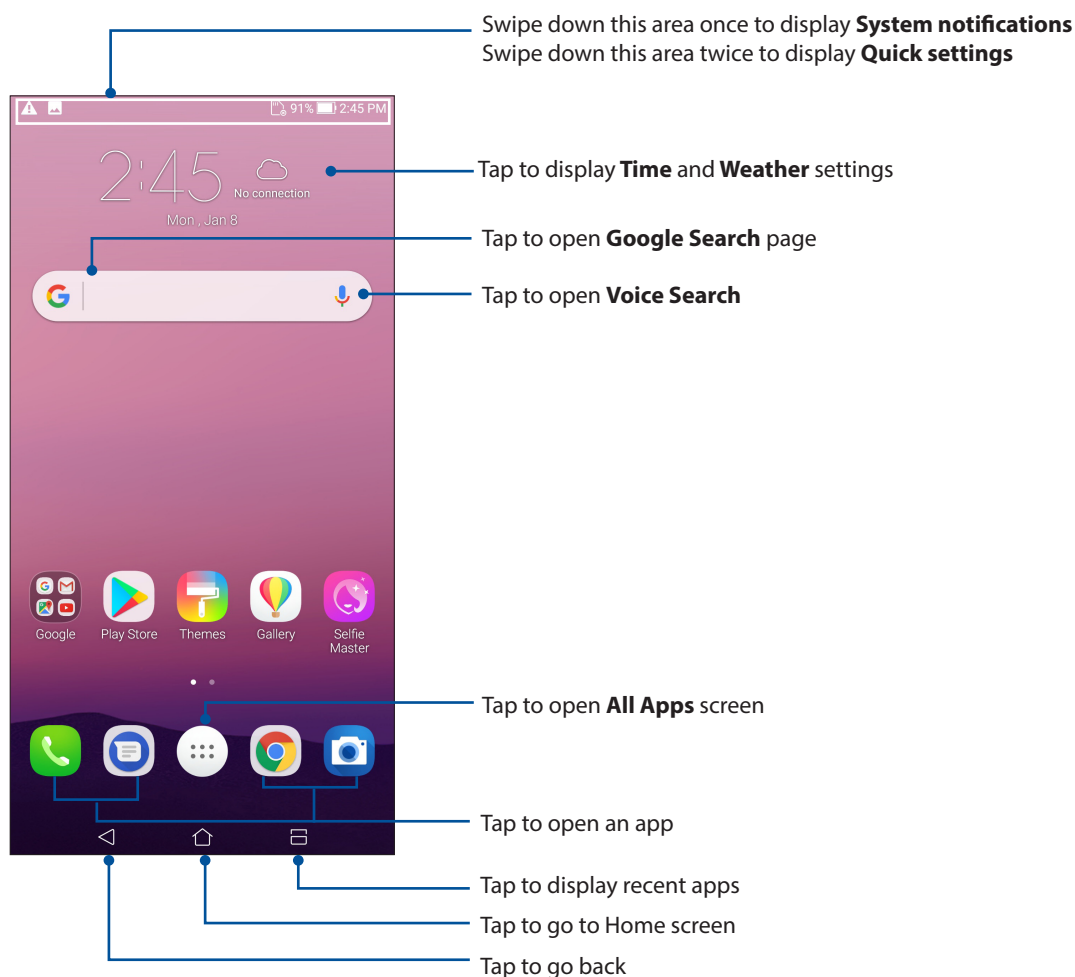 Swipe down this area once to display System notifications
Swipe down this area twice to display Quick settings
91% 2:45 PM
2:45
No connection
Mon , Jan 8
Tap to display Time and Weather settings
Tap to open Google Search page
G
Tap to open Voice Search
Google
Play Store
Themes
Gallery
Selfie
Master
Tap to open All Apps screen
Tap to open an app
Tap to display recent apps
Tap to go to Home screen
Tap to go back